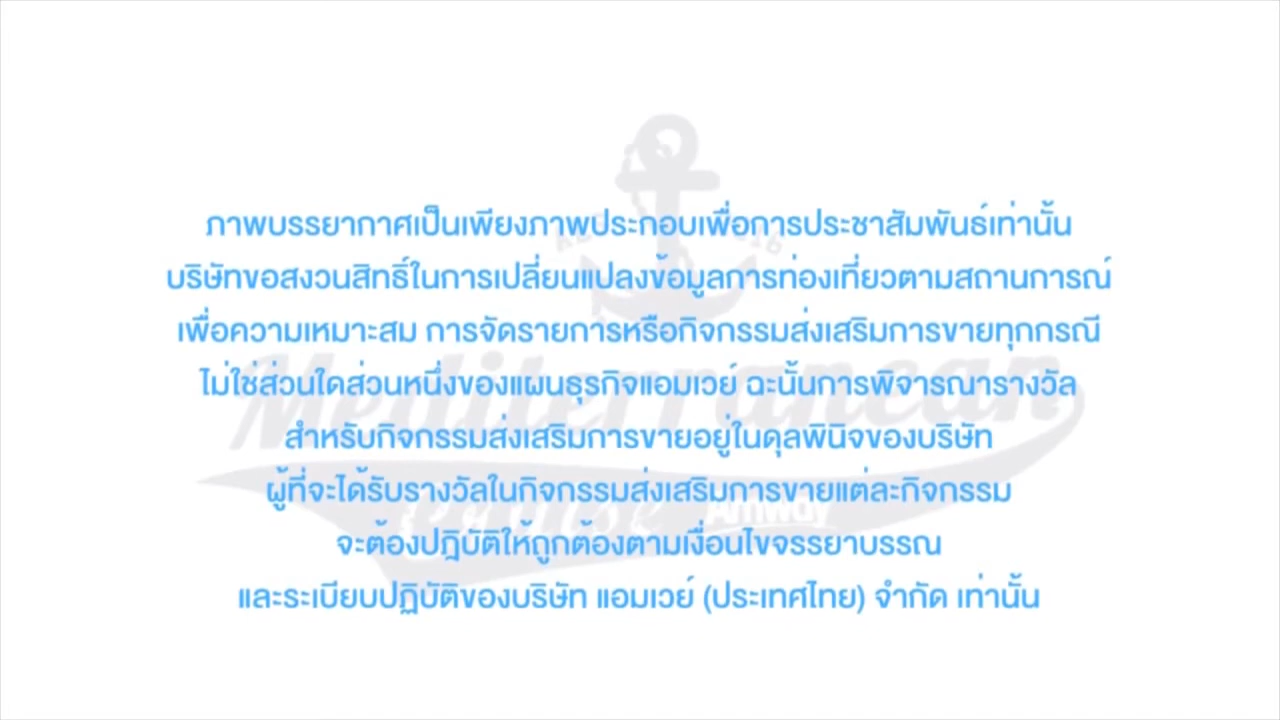 ภาพบรรยากาศเป็นเพียงภาพประกอบเพื่อการประชาสัมพันธ์เท่านั้น
บริษัทขอสงวนสิทธิ์ในการเปลี่ยนแปลงข้อมูลการท่องเที่ยวตามสถานการณ์
เพื่อความเหมาะสม การจัดรายการหรือกิจกรรมส่งเสริมการขายทุกกรณี
ไม่ใช่ส่วนใดส่วนหนึ่งของแผนธุรกิจแอมเวย์ ฉะนั้นการพิจารณารางวัล
สำหรับกิจกรรมส่งเสริมการขายอยู่ในดุลพินิจของบริษัท
ผู้ที่จะได้รับรางวัลในกิจกรรมส่งเสริมการขายแต่ละกิจกรรม
จะต้องปฎิบัติให้ถูกต้องตามเงื่อนไขจรรยาบรรณ
และระเบียบปฏิบัติของบริษัท แอมเวย์ (ประเทศไทย) จำกัด เท่านั้น
Mediterranean
Cruise Amway